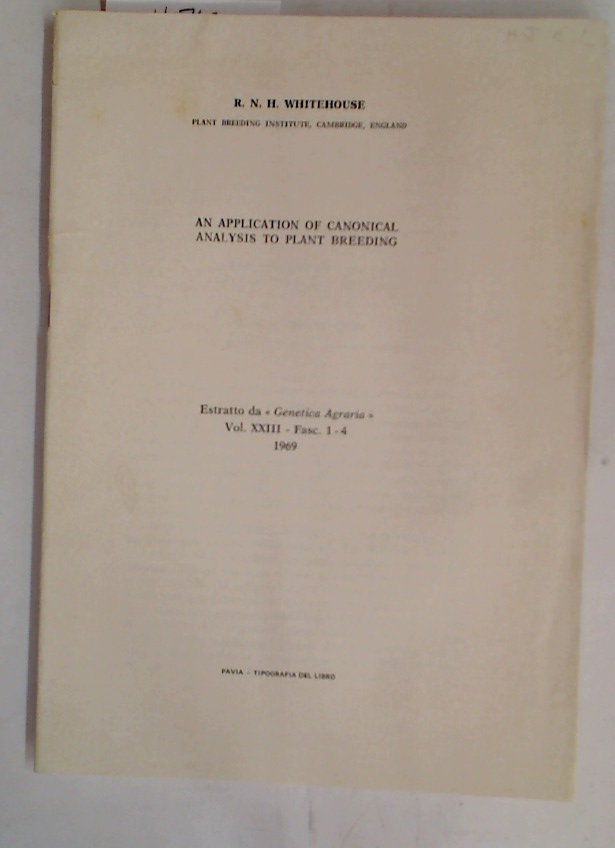 R. N. H. WHITEHOUSE
PLANT BREEDING INSTITUTE, CAMBRIDGE, ENGLAND
AN APPLICATION OF CANONICAL
ANALYSIS TO PLANT BREEDING
Estratto da « Genetica Agraria »
Vol. XXIII - Fasc. 1-4
1969
PAVIA - TIPOGRAFIA DEL LIBRO